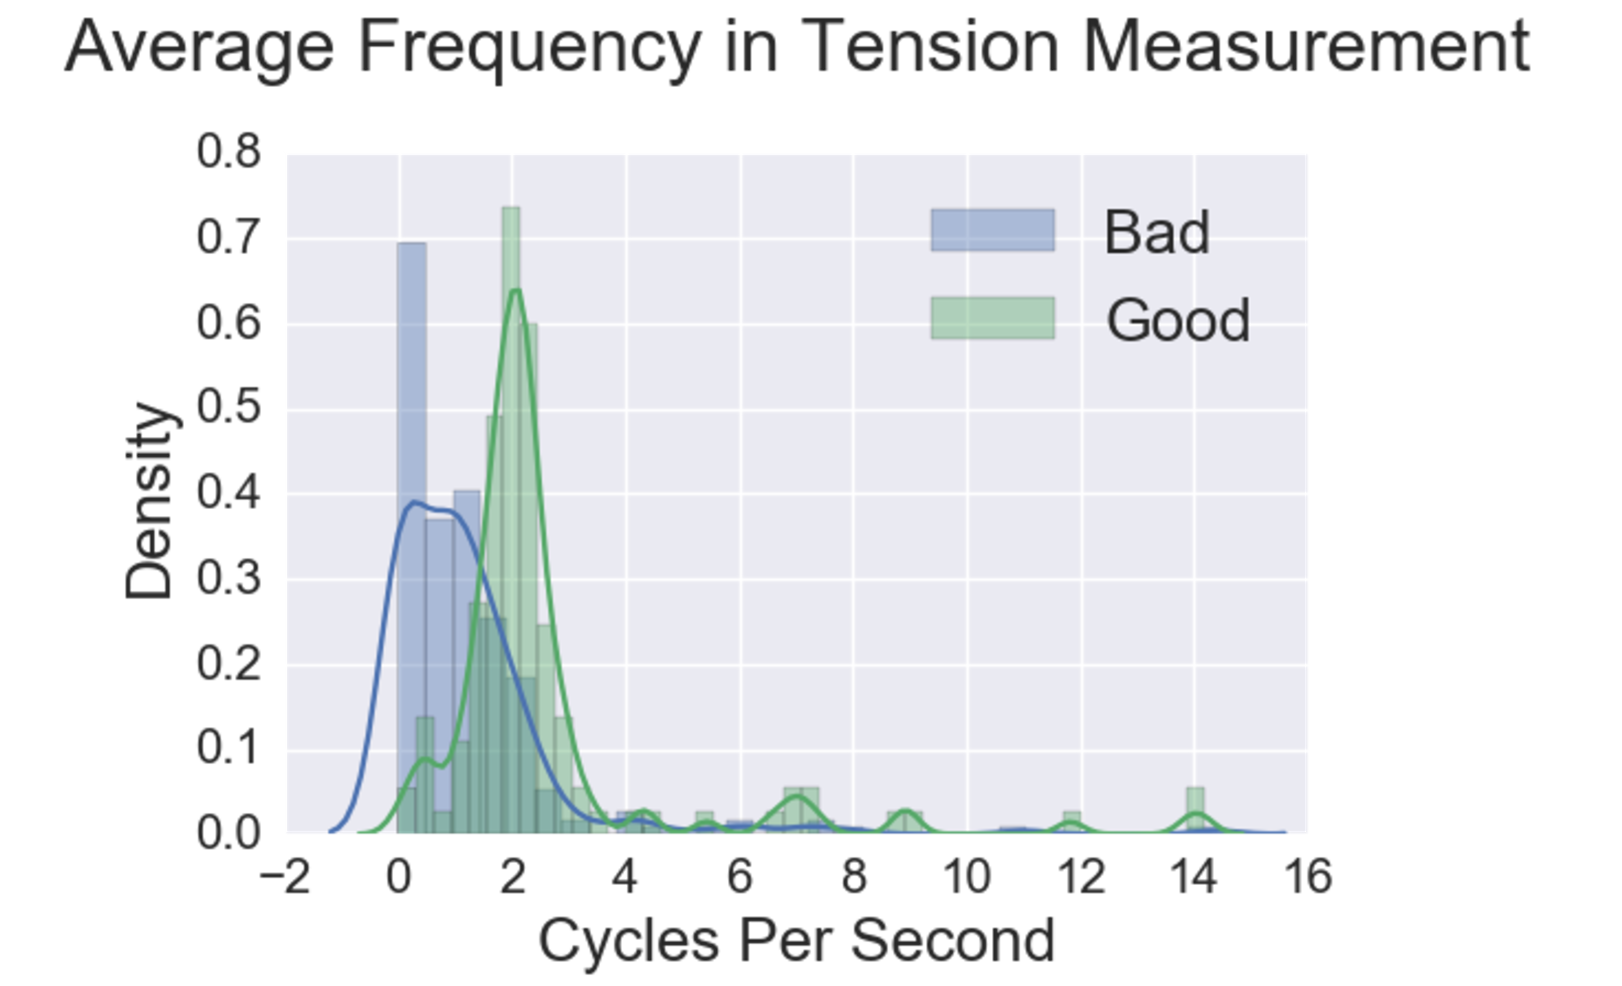 Average Frequency in Tension Measurement
0.8
0.7
0.6
0.5
0.4
0.3
0.2
0.1
0.0
Density
Bad
Good
−2 0 2 4 6 8 10 12 14 16
Cycles Per Second